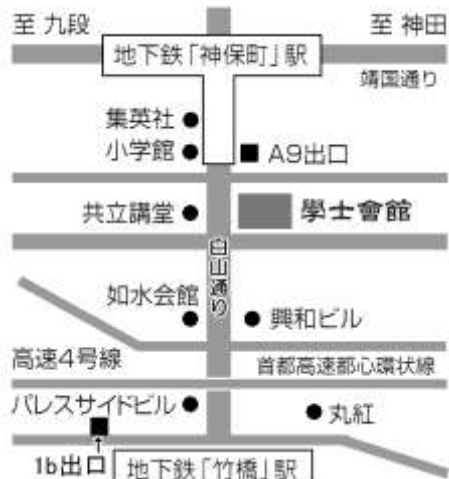 至 九段
至 神田
地下鉄「神保町」駅
靖国通り
集英社
小学館
A9出口
共立講堂
學士會館
白山通り
如水会館
興和ビル
高速4号線
首都高速都心環状線
パレスサイドビル
丸紅
1b出口
地下鉄「竹橋」駅